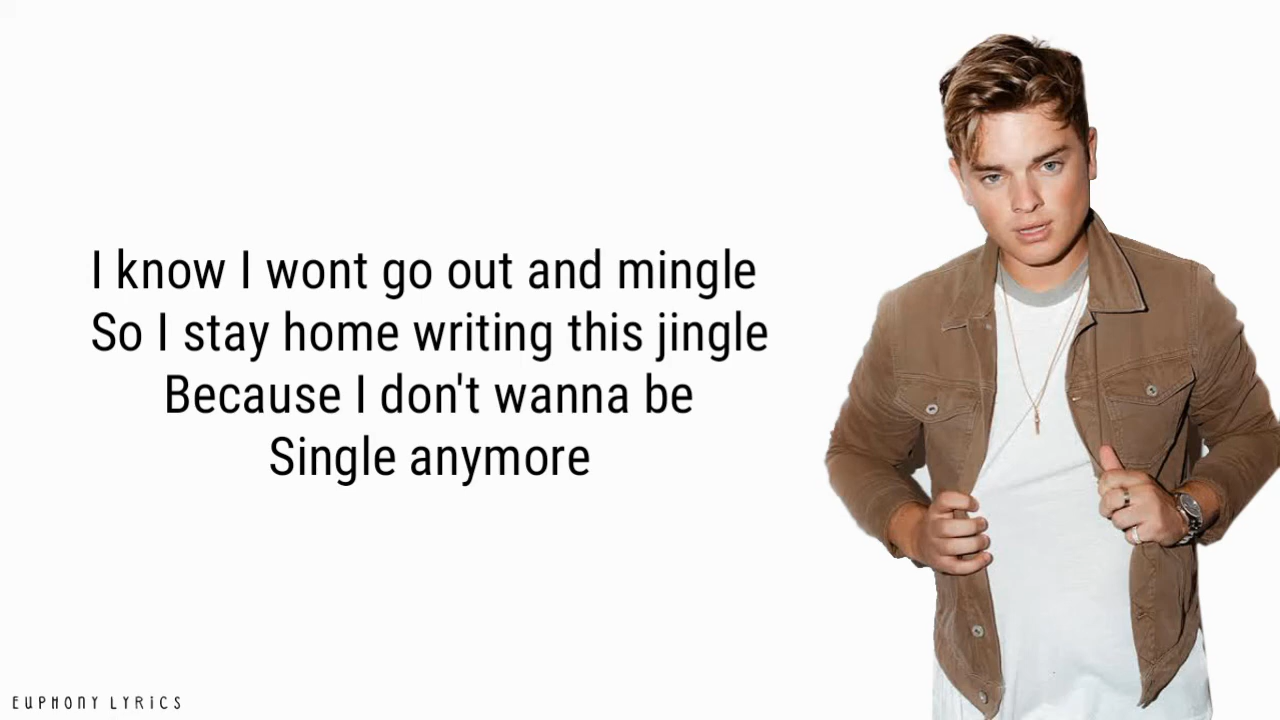 I know I wont go out and mingle
So I stay home writing this jingle
Because I don't wanna be
Single anymore
EUPHONY LYRICS